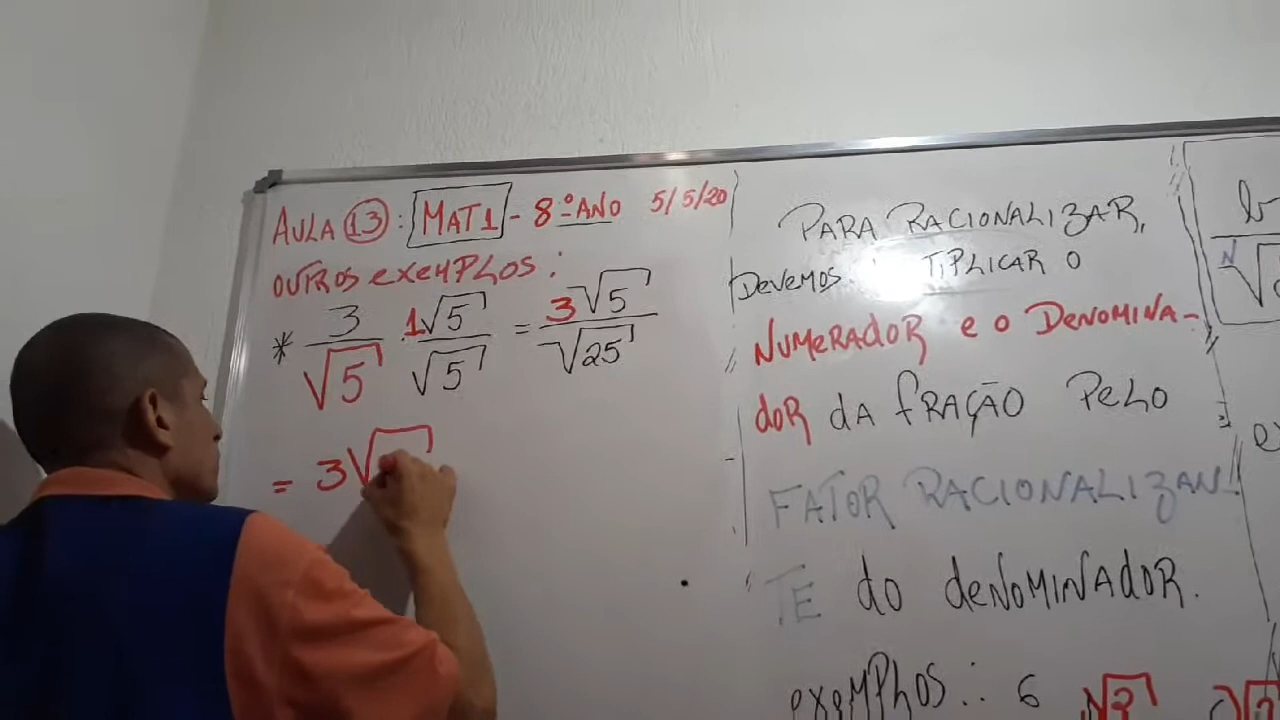 AULA 13: MAT1 - 8º ANO 5/5/20
OUTROS EXEMPLOS:
* 3/√5 · 1√5/√5 = 3√5/√25
= 3√
PARA RACIONALIZAR,
DEVEMOS TIPLICAR O
NUMERADOR e o DENOMINA-
DOR DA FRAÇÃO PELO
FATOR RACIONALIZAN
TE do deNOMINADOR.
exemPLOS: 6